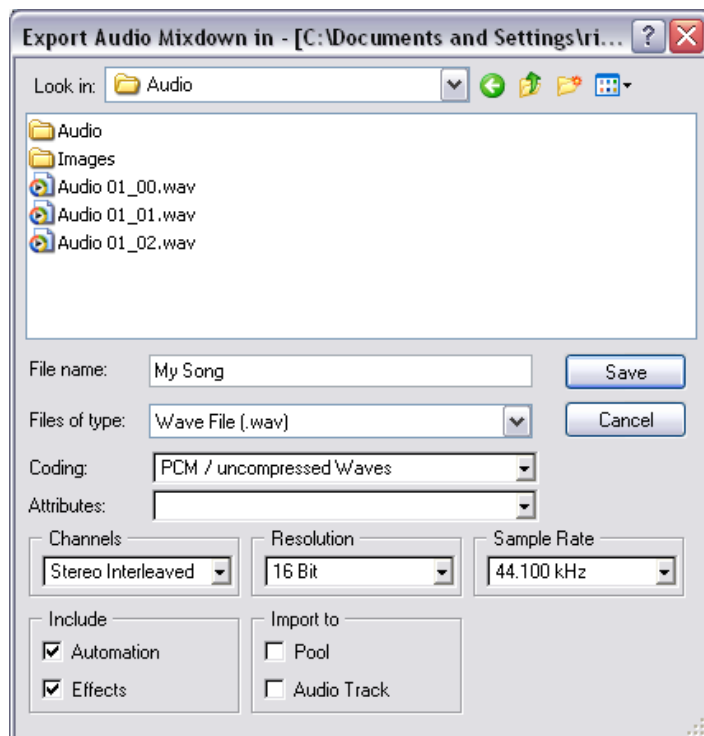 Export Audio Mixdown in - [C:\Documents and Settings\ri...
Look in: Audio
Audio
Images
Audio 01_00.wav
Audio 01_01.wav
Audio 01_02.wav
File name: My Song Save
Files of type: Wave File (.wav) Cancel
Coding: PCM / uncompressed Waves
Attributes:
Channels Resolution Sample Rate
Stereo Interleaved 16 Bit 44.100 kHz
Include Import to
Automation Pool
Effects Audio Track